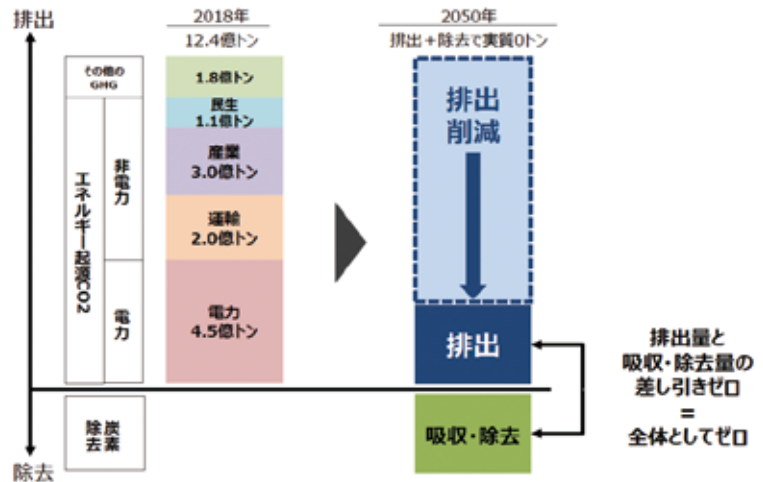 排出
2018年
12.4億トン
2050年
排出+除去で実質0トン
その他の
GHG
1.8億トン
民生
1.1億トン
産業
3.0億トン
運輸
2.0億トン
電力
4.5億トン
エネルギー起源CO2
非電力
電力
排出
削減
排出
排出量と
吸収・除去量の
差し引きゼロ
=
全体としてゼロ
炭素
除去
吸収・除去
除去